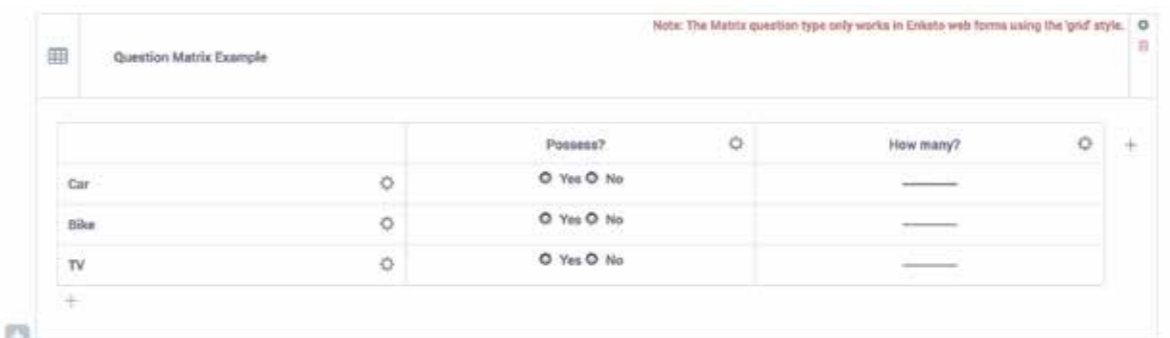 Note: The Matrix question type only works in Enketo web forms using the 'grid' style.
Question Matrix Example
Possess? How many?
Car Yes No
Bike Yes No
TV Yes No